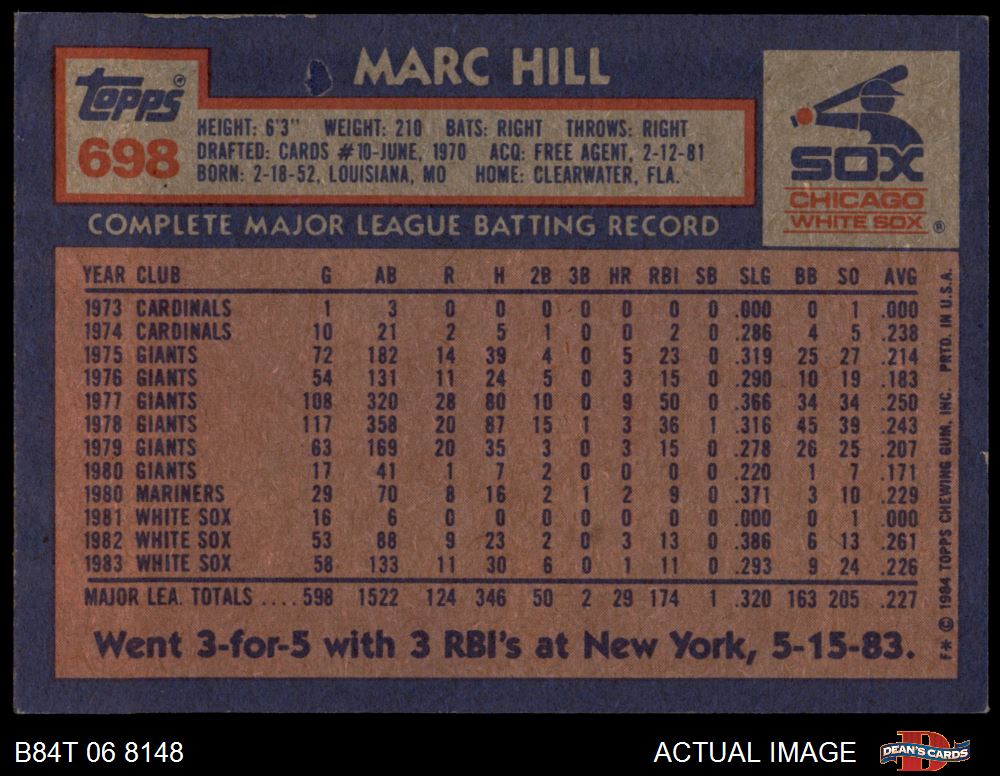 MARC HILL
Topps ®
698
HEIGHT: 6'3" WEIGHT: 210 BATS: RIGHT THROWS: RIGHT
DRAFTED: CARDS #10-JUNE, 1970 ACQ: FREE AGENT, 2-12-81
BORN: 2-18-52, LOUISIANA, MO HOME: CLEARWATER, FLA.
SOX
CHICAGO
WHITE SOX ®
COMPLETE MAJOR LEAGUE BATTING RECORD
YEAR CLUB G AB R H 2B 3B HR RBI SB SLG BB SO AVG
1973 CARDINALS 1 3 0 0 0 0 0 0 0 .000 0 1 .000
1974 CARDINALS 10 21 2 5 1 0 0 2 0 .286 4 5 .238
1975 GIANTS 72 182 14 39 4 0 5 23 0 .319 25 27 .214
1976 GIANTS 54 131 11 24 5 0 3 15 0 .290 10 19 .183
1977 GIANTS 108 320 28 80 10 0 9 50 0 .366 34 34 .250
1978 GIANTS 117 358 20 87 15 1 3 36 1 .316 45 39 .243
1979 GIANTS 63 169 20 35 3 0 3 15 0 .278 26 25 .207
1980 GIANTS 17 41 1 7 2 0 0 0 0 .220 1 7 .171
1980 MARINERS 29 70 8 16 2 1 2 9 0 .371 3 10 .229
1981 WHITE SOX 16 6 0 0 0 0 0 0 0 .000 0 1 .000
1982 WHITE SOX 53 88 9 23 2 0 3 13 0 .386 6 13 .261
1983 WHITE SOX 58 133 11 30 6 0 1 11 0 .293 9 24 .226
MAJOR LEA. TOTALS .... 598 1522 124 346 50 2 29 174 1 .320 163 205 .227
Went 3-for-5 with 3 RBI's at New York, 5-15-83.
F* © 1984 TOPPS CHEWING GUM, INC. PRTD. IN U.S.A.
B84T 06 8148
ACTUAL IMAGE
D
DEAN'S CARDS